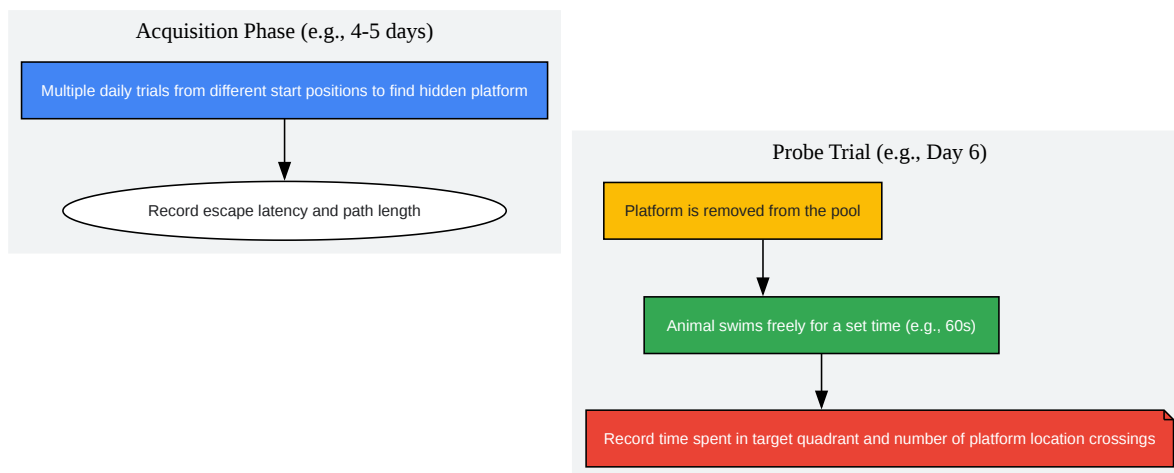 Acquisition Phase (e.g., 4-5 days)
Multiple daily trials from different start positions to find hidden platform
Record escape latency and path length
Probe Trial (e.g., Day 6)
Platform is removed from the pool
Animal swims freely for a set time (e.g., 60s)
Record time spent in target quadrant and number of platform location crossings